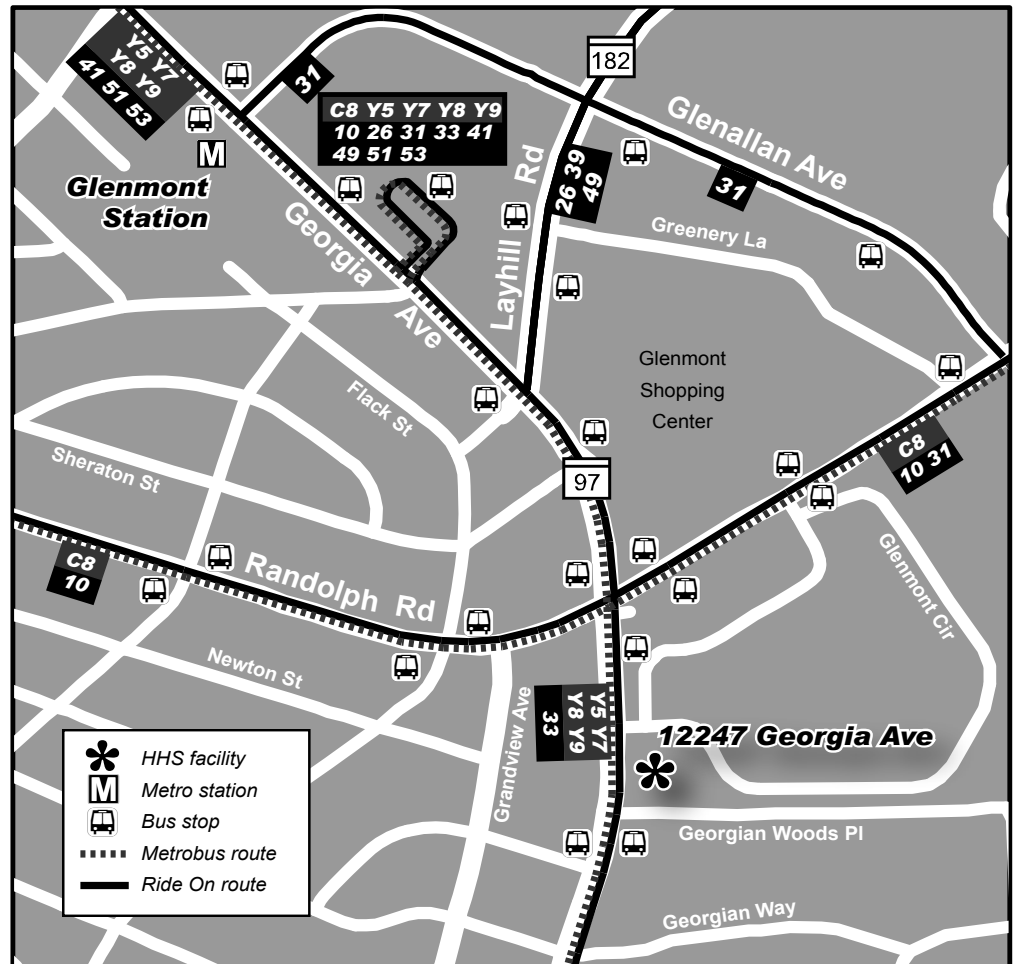 Y5 Y7
Y8 Y9
41 51 53
31
182
C8 Y5 Y7 Y8 Y9
10 26 31 33 41
49 51 53
Glenallan Ave
M
Glenmont
Station
Georgia Ave
Layhill Rd
26 39
49
31
Greenery La
Glenmont
Shopping
Center
Flack St
Sheraton St
97
C8
10 31
C8
10
Randolph Rd
Glenmont Cir
Newton St
Grandview Ave
Y5 Y7
Y8 Y9
33
12247 Georgia Ave
Georgian Woods Pl
Georgian Way
HHS facility
M Metro station
Bus stop
Metrobus route
Ride On route